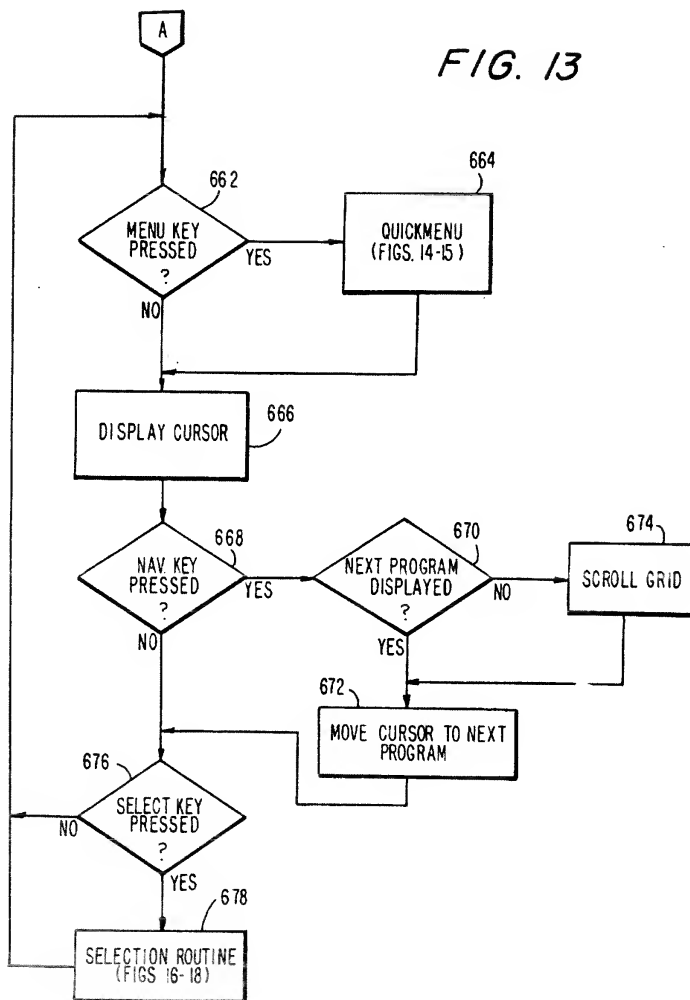 A
FIG. 13
662
MENU KEY
PRESSED
?
YES
NO
664
QUICKMENU
(FIGS. 14-15)
DISPLAY CURSOR
666
NAV. KEY
PRESSED
?
668
YES
NO
NEXT PROGRAM
DISPLAYED
?
670
NO
YES
674
SCROLL GRID
672
MOVE CURSOR TO NEXT
PROGRAM
676
SELECT KEY
PRESSED
?
NO
YES
678
SELECTION ROUTINE
(FIGS 16-18)